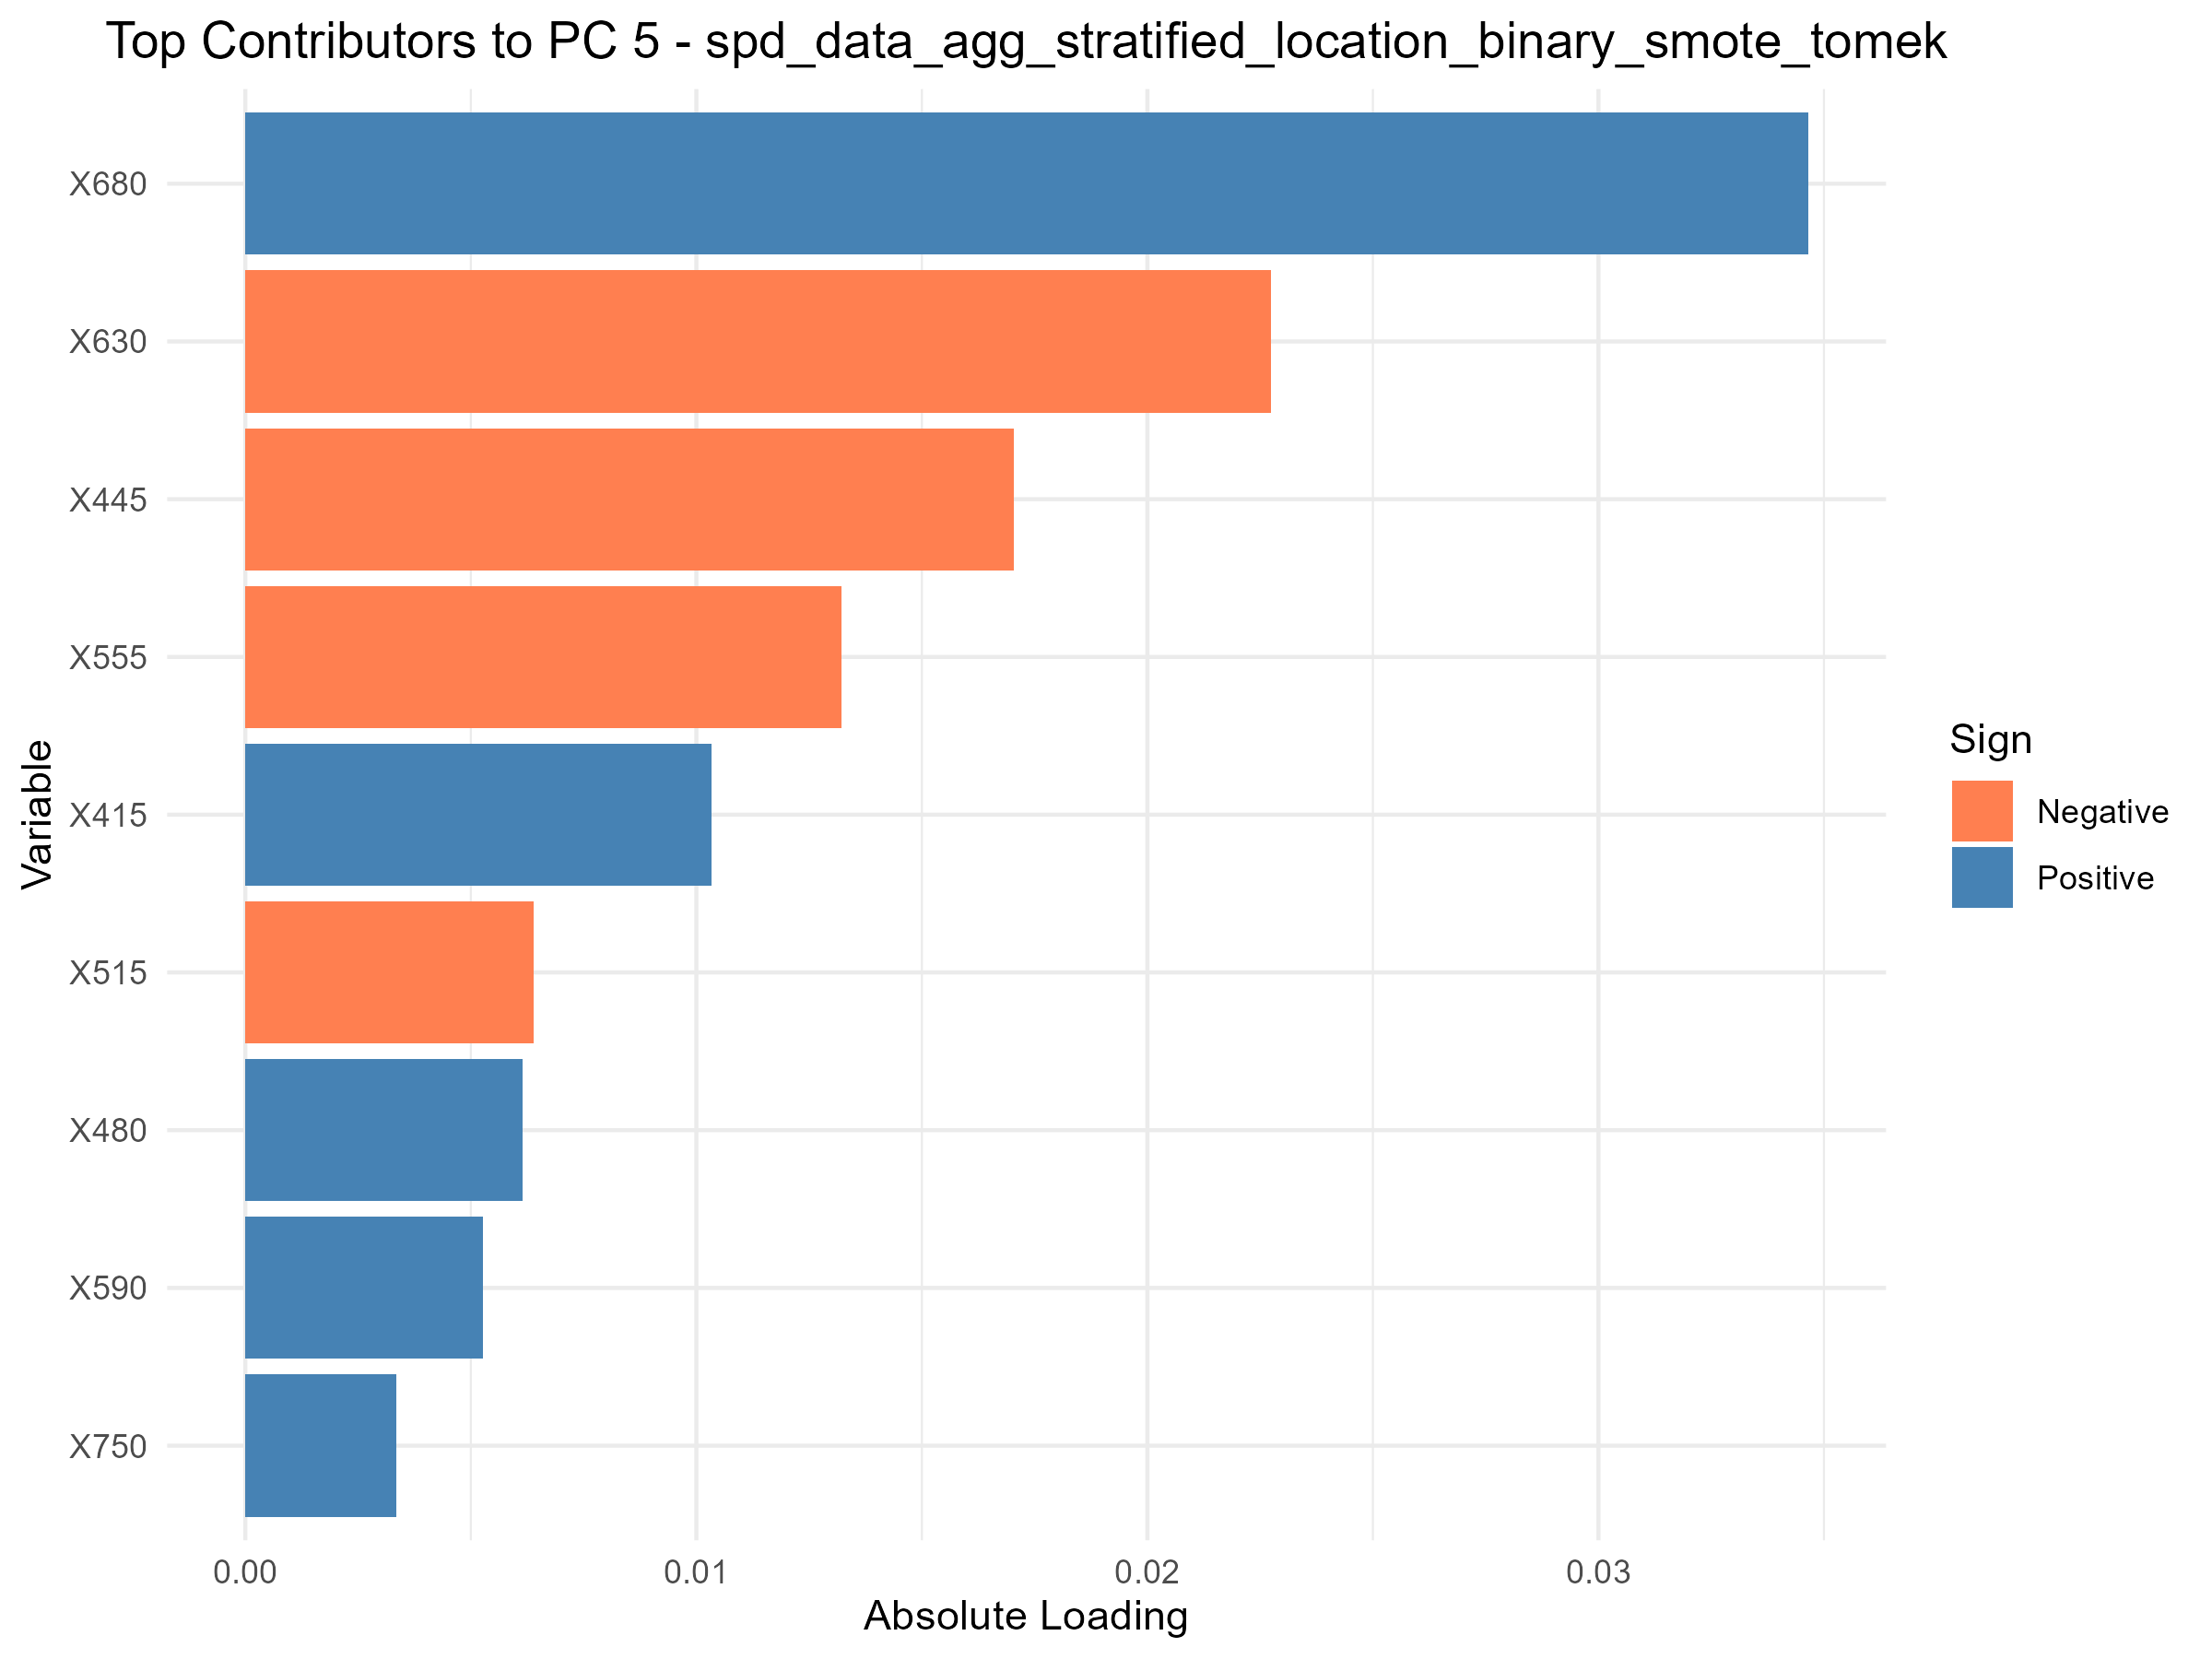 Top Contributors to PC 5 - spd_data_agg_stratified_location_binary_smote_tomek
Variable
X680
X630
X445
X555
X415
X515
X480
X590
X750
0.00 0.01 0.02 0.03
Absolute Loading
Sign
Negative
Positive